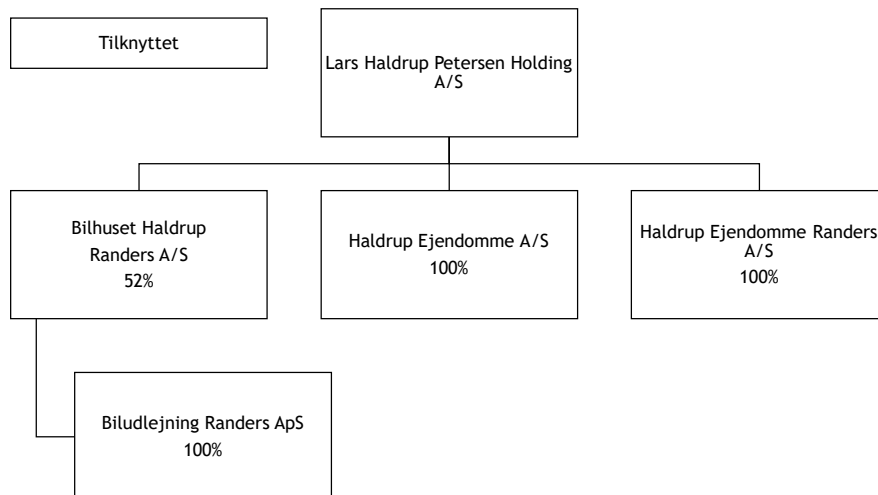 Tilknyttet
Lars Haldrup Petersen Holding
A/S
Bilhuset Haldrup
Randers A/S
52%
Haldrup Ejendomme A/S
100%
Haldrup Ejendomme Randers
A/S
100%
Biludlejning Randers ApS
100%